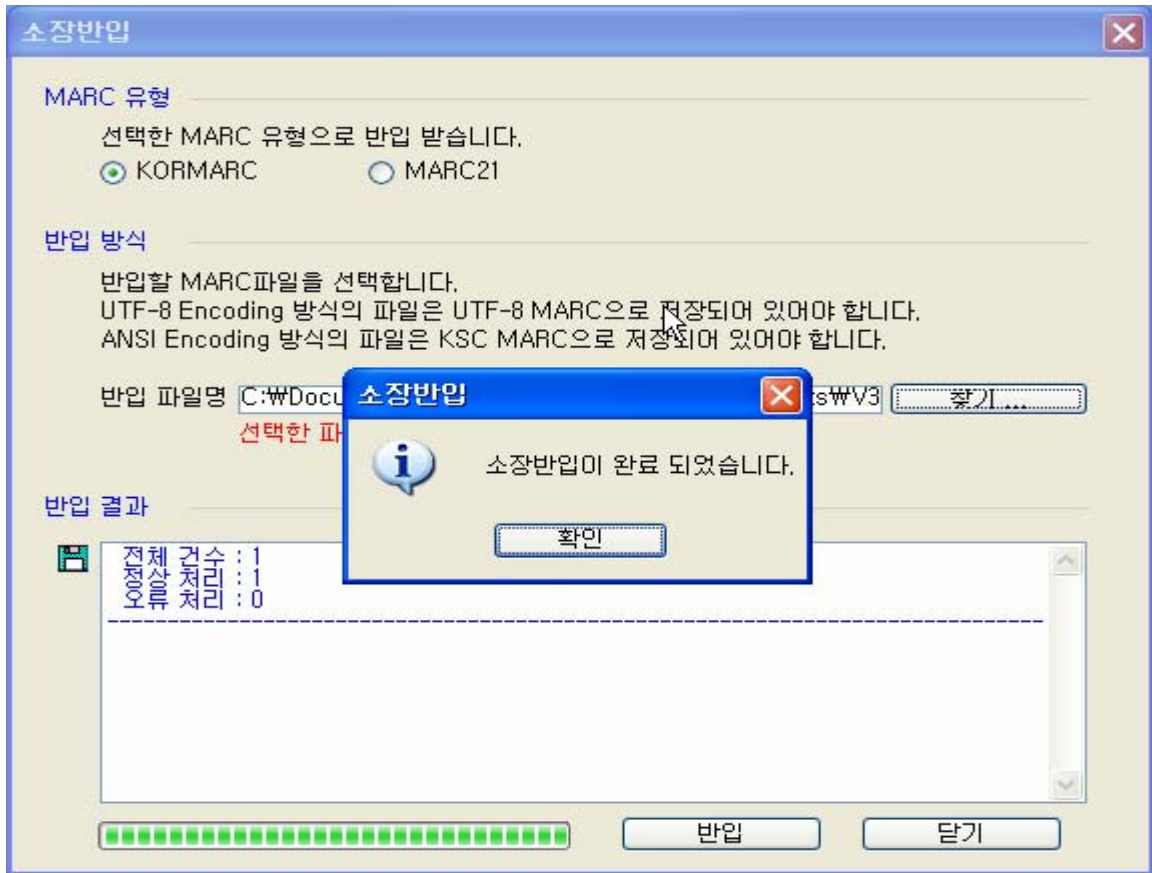 소장반입
MARC 유형
선택한 MARC 유형으로 반입 받습니다.
KORMARC MARC21
반입 방식
반입할 MARC파일을 선택합니다.
UTF-8 Encoding 방식의 파일은 UTF-8 MARC으로 저장되어 있어야 합니다.
ANSI Encoding 방식의 파일은 KSC MARC으로 저장되어 있어야 합니다.
반입 파일명 C:₩Docu s₩V3 찾기 ...
선택한 파
소장반입
소장반입이 완료 되었습니다.
확인
반입 결과
전체 건수 : 1
정상 처리 : 1
오류 처리 : 0
반입 닫기